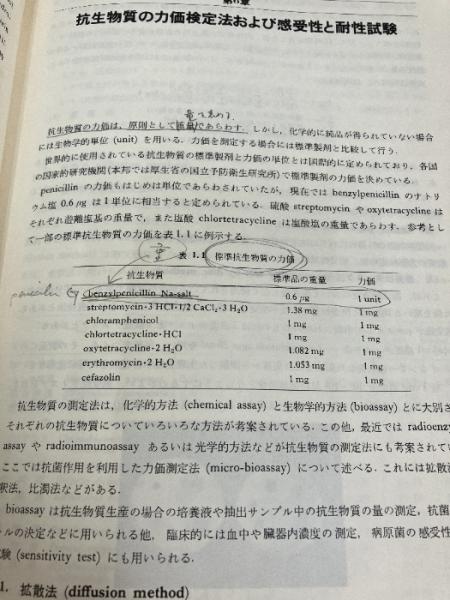 第6章
抗生物質の力価検定法および感受性と耐性試験
抗生物質の力価は，原則として重量であらわす．しかし，化学的に純品が得られていない場合
には生物学的単位 (unit) を用いる．力価を測定する場合には標準製剤と比較して行う．
世界的に使用されている抗生物質の標準製剤と力価の単位とは国際的に定められており，各国
の国家的研究機関（本邦では厚生省の国立予防衛生研究所）で標準製剤の力価を決めている．
penicillin の力価もはじめは単位であらわされていたが，現在では benzylpenicillin のナトリ
ウム塩 0.6 μg は 1 単位に相当すると定められている．硫酸 streptomycin や oxytetracycline は
それぞれ遊離塩基の重量で，また塩酸 chlortetracycline は塩酸塩の重量であらわす．参考とし
て一部の標準抗生物質の力価を表 1.1 に例示する．
表 1.1 標準抗生物質の力価
抗生物質 標準品の重量 力価
benzylpenicillin Na-salt 0.6 μg 1 unit
streptomycin·3 HCl·1/2 CaCl₂·3 H₂O 1.38 mg 1 mg
chloramphenicol 1 mg 1 mg
chlortetracycline·HCl 1 mg 1 mg
oxytetracycline·2 H₂O 1.082 mg 1 mg
erythromycin·2 H₂O 1.053 mg 1 mg
cefazolin 1 mg 1 mg
抗生物質の測定法は，化学的方法 (chemical assay) と生物学的方法 (bioassay) とに大別さ
それぞれの抗生物質についていろいろな方法が考案されている．この他，最近では radioenzy
assay や radioimmunoassay あるいは光学的方法などが抗生物質の測定法にも考案されてい
ここでは抗菌作用を利用した力価測定法 (micro-bioassay) について述べる．これには拡散法
釈法，比濁法などがある．
bioassay は抗生物質生産の場合の培養液や抽出サンプル中の抗生物質の量の測定，抗菌
ルの決定などに用いられる他，臨床的には血中や臓器内濃度の測定，病原菌の感受性
験 (sensitivity test) にも用いられる．
1. 拡散法 (diffusion method)